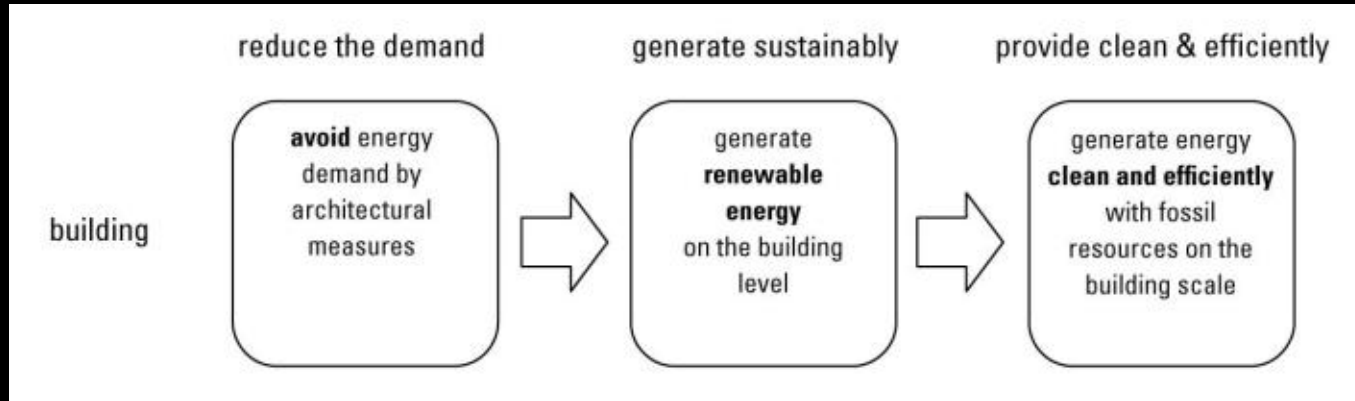 reduce the demand
generate sustainably
provide clean & efficiently
building
avoid energy
demand by
architectural
measures
generate
renewable
energy
on the building
level
generate energy
clean and efficiently
with fossil
resources on the
building scale